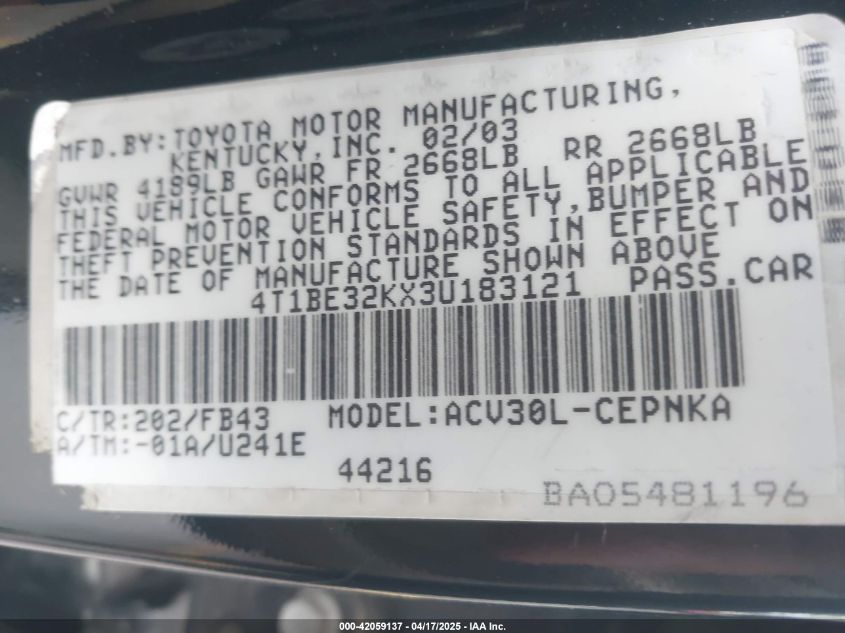 MFD.BY:TOYOTA MOTOR MANUFACTURING,
KENTUCKY,INC. 02/03
GVWR 4189LB GAWR FR 2668LB RR 2668LB
THIS VEHICLE CONFORMS TO ALL APPLICABLE
FEDERAL MOTOR VEHICLE SAFETY,BUMPER AND
THEFT PREVENTION STANDARDS IN EFFECT ON
THE DATE OF MANUFACTURE SHOWN ABOVE
4T1BE32KX3U183121 PASS.CAR
C/TR:202/FB43 MODEL:ACV30L-CEPNKA
A/TM:-01A/U241E
44216
BA05481196
000-42059137 - 04/17/2025 - IAA Inc.